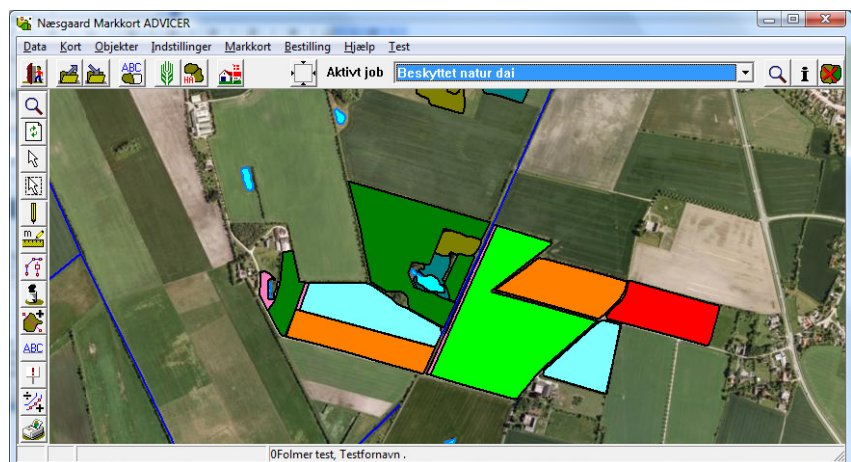 Næsgaard Markkort ADVICER
Data Kort Objekter Indstillinger Markkort Bestilling Hjælp Test
ABC HA Aktivt job Beskyttet natur dai i
m
ABC
0Folmer test, Testfornavn .